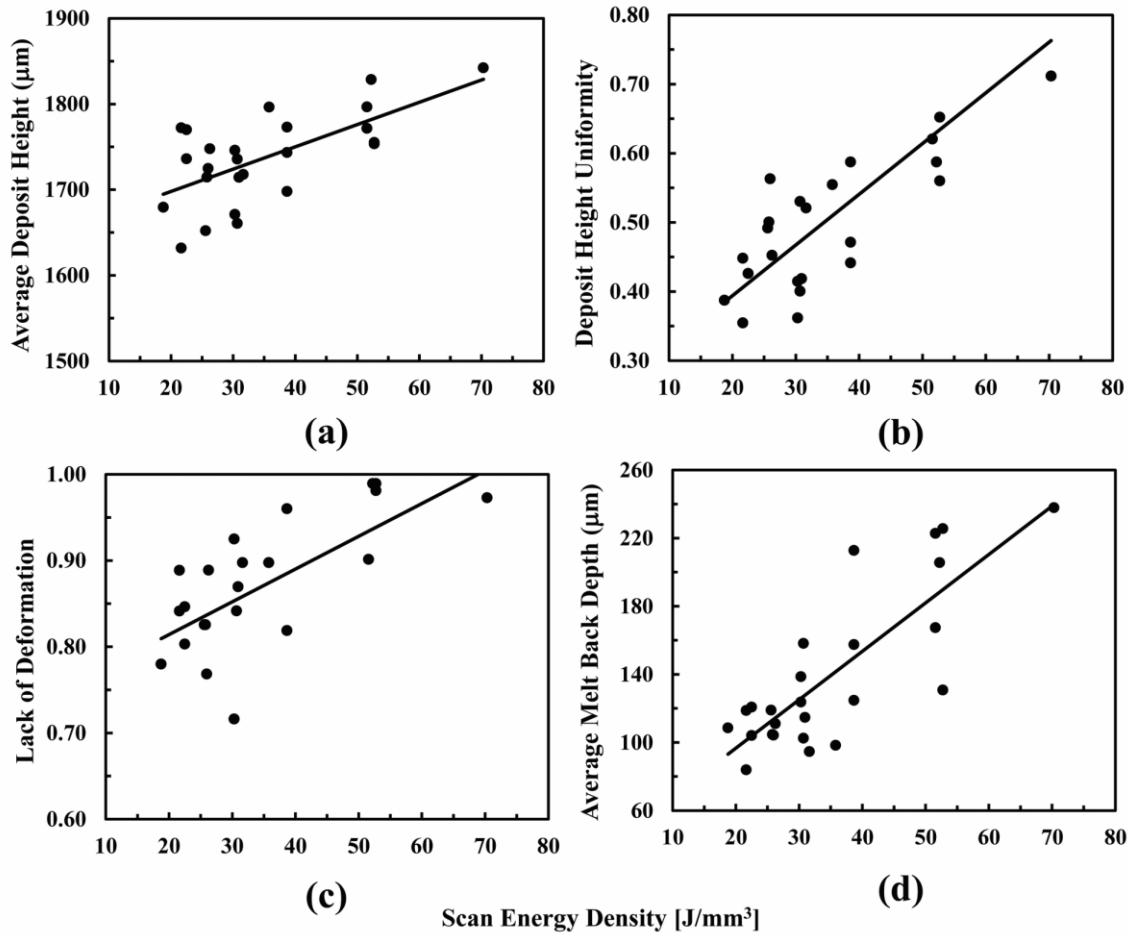 Average Deposit Height (µm)
1900
1800
1700
1600
1500
10 20 30 40 50 60 70 80
(a)
Deposit Height Uniformity
0.80
0.70
0.60
0.50
0.40
0.30
10 20 30 40 50 60 70 80
(b)
Lack of Deformation
1.00
0.90
0.80
0.70
0.60
10 20 30 40 50 60 70 80
(c)
Average Melt Back Depth (µm)
260
220
180
140
100
60
10 20 30 40 50 60 70 80
(d)
Scan Energy Density [J/mm³]